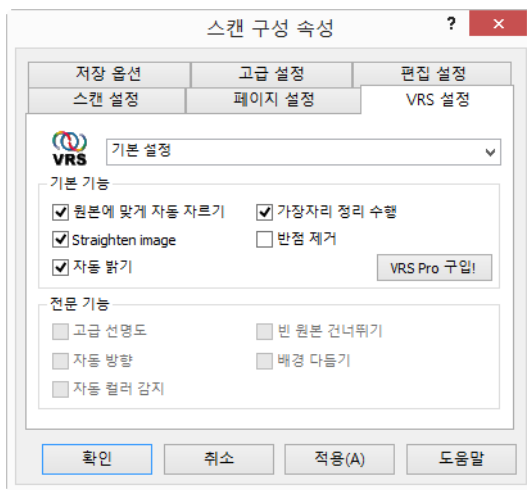 스캔 구성 속성
저장 옵션 고급 설정 편집 설정
스캔 설정 페이지 설정 VRS 설정
VRS 기본 설정
기본 기능
원본에 맞게 자동 자르기 가장자리 정리 수행
Straighten image 반점 제거
자동 밝기 VRS Pro 구입!
전문 기능
고급 선명도 빈 원본 건너뛰기
자동 방향 배경 다듬기
자동 컬러 감지
확인 취소 적용(A) 도움말